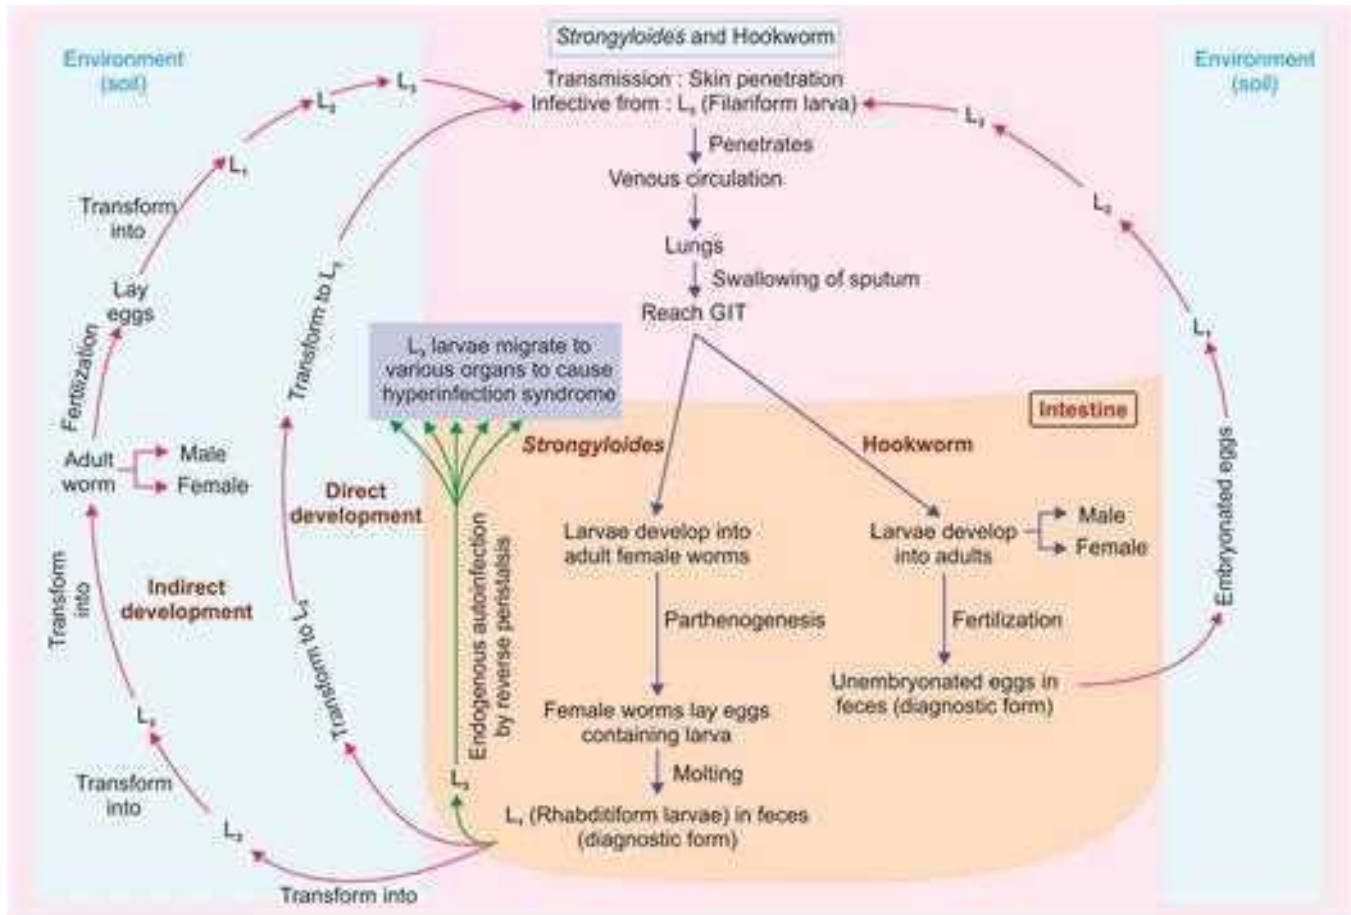 Strongyloides and Hookworm
Environment
(soil)
Environment
(soil)
Transmission : Skin penetration
Infective from : L₃ (Filariform larva)
Penetrates
Venous circulation
Lungs
Swallowing of sputum
Reach GIT
L₃ larvae migrate to
various organs to cause
hyperinfection syndrome
Intestine
Strongyloides
Hookworm
Larvae develop into
adult female worms
Larvae develop
into adults
Male
Female
Parthenogenesis
Fertilization
Female worms lay eggs
containing larva
Unembryonated eggs in
feces (diagnostic form)
Molting
L₁ (Rhabditiform larvae) in feces
(diagnostic form)
Embryonated eggs
L₁
L₂
L₃
Endogenous autoinfection
by reverse peristalsis
L₃
Direct
development
Transform to L₂
Transform to L₃
Indirect
development
Transform into
L₂
Transform
into
L₃
Transform
into
Adult
worm
Male
Female
Fertilization
Lay
eggs
Transform
into
L₁
L₂
L₃